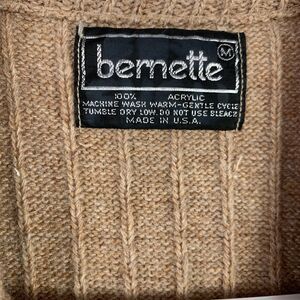 bernette M
100% ACRYLIC
MACHINE WASH WARM-GENTLE CYCLE
TUMBLE DRY LOW. DO NOT USE BLEACH
MADE IN U.S.A.